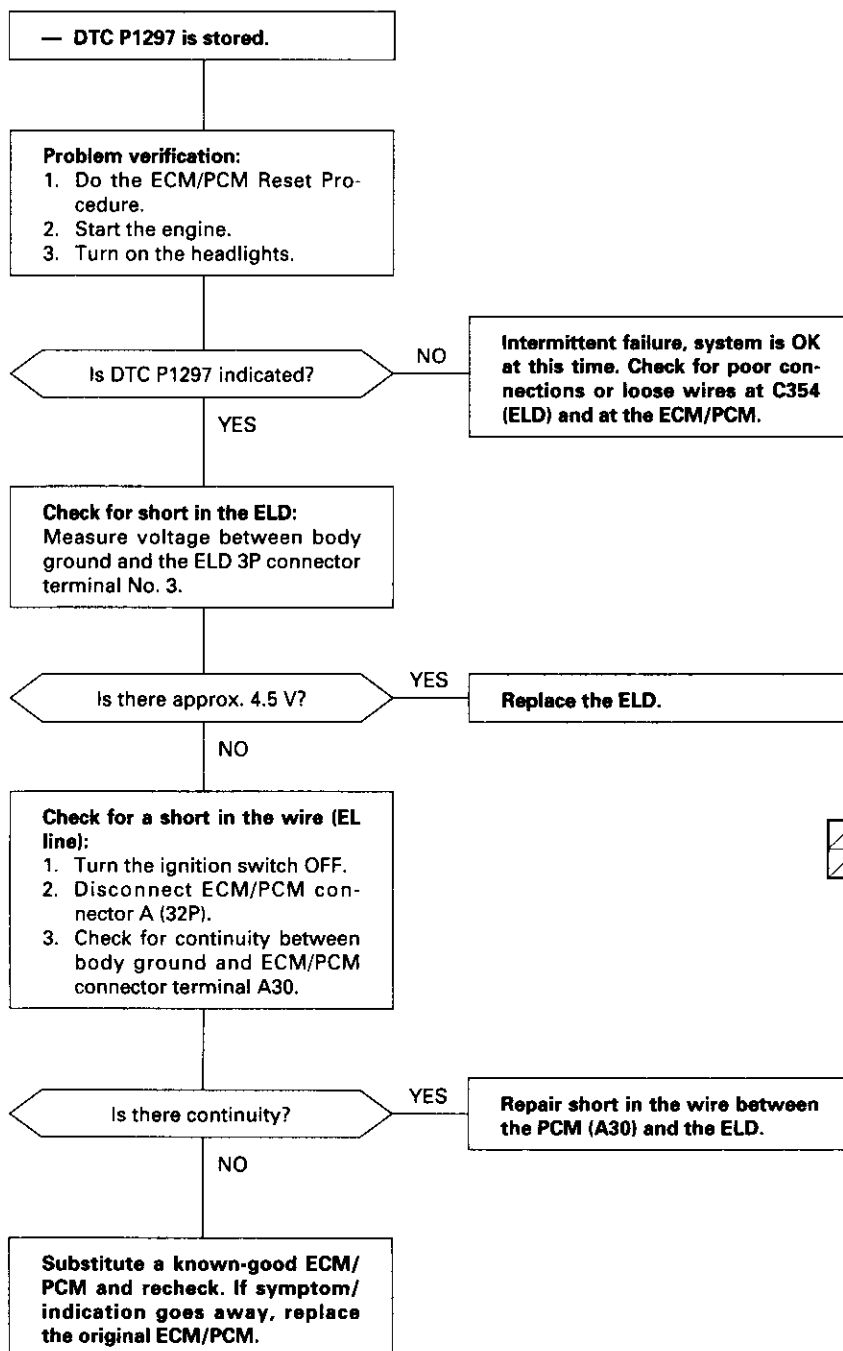 — DTC P1297 is stored.
Problem verification:
1. Do the ECM/PCM Reset Pro-
cedure.
2. Start the engine.
3. Turn on the headlights.
Is DTC P1297 indicated?
NO
Intermittent failure, system is OK
at this time. Check for poor con-
nections or loose wires at C354
(ELD) and at the ECM/PCM.
YES
Check for short in the ELD:
Measure voltage between body
ground and the ELD 3P connector
terminal No. 3.
Is there approx. 4.5 V?
YES
Replace the ELD.
NO
Check for a short in the wire (EL
line):
1. Turn the ignition switch OFF.
2. Disconnect ECM/PCM con-
nector A (32P).
3. Check for continuity between
body ground and ECM/PCM
connector terminal A30.
Is there continuity?
YES
Repair short in the wire between
the PCM (A30) and the ELD.
NO
Substitute a known-good ECM/
PCM and recheck. If symptom/
indication goes away, replace
the original ECM/PCM.